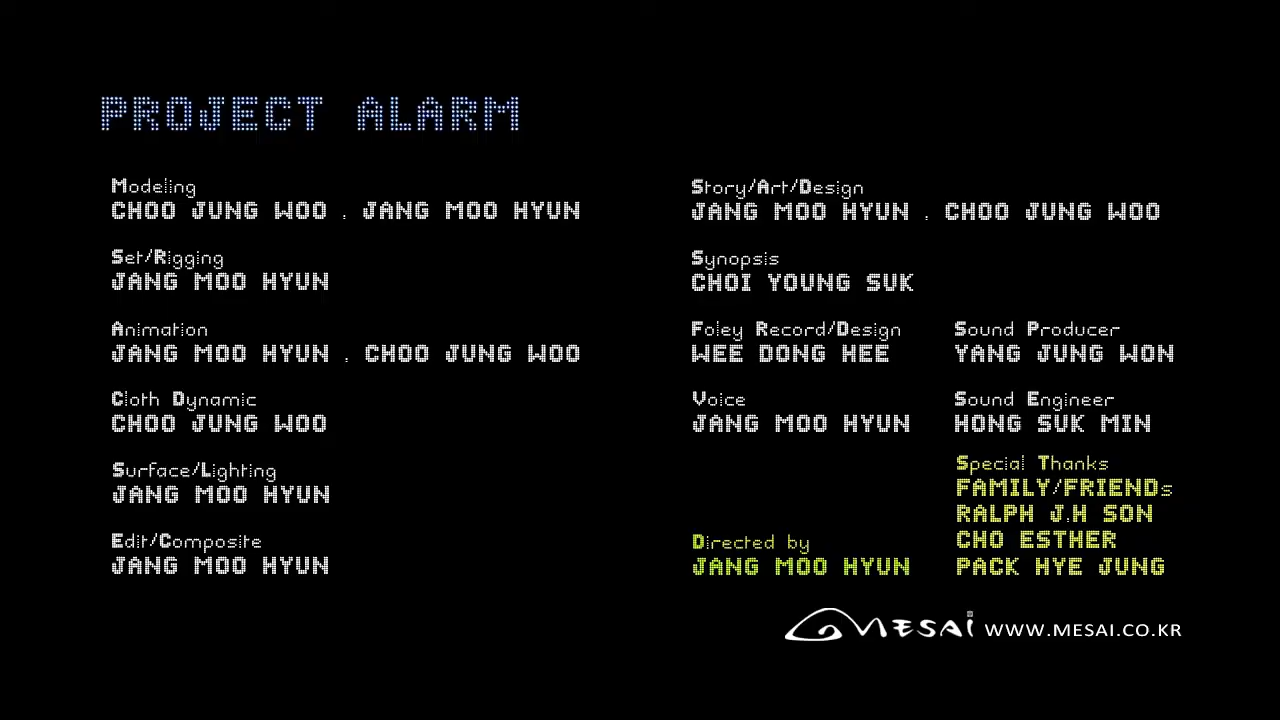 PROJECT ALARM
Modeling
CHOO JUNG WOO . JANG MOO HYUN
Set/Rigging
JANG MOO HYUN
Animation
JANG MOO HYUN . CHOO JUNG WOO
Cloth Dynamic
CHOO JUNG WOO
Surface/Lighting
JANG MOO HYUN
Edit/Composite
JANG MOO HYUN
Story/Art/Design
JANG MOO HYUN . CHOO JUNG WOO
Synopsis
CHOI YOUNG SUK
Foley Record/Design
WEE DONG HEE
Voice
JANG MOO HYUN
Directed by
JANG MOO HYUN
Sound Producer
YANG JUNG WON
Sound Engineer
HONG SUK MIN
Special Thanks
FAMILY/FRIENDs
RALPH J.H SON
CHO ESTHER
PACK HYE JUNG
MESAI WWW.MESAI.CO.KR